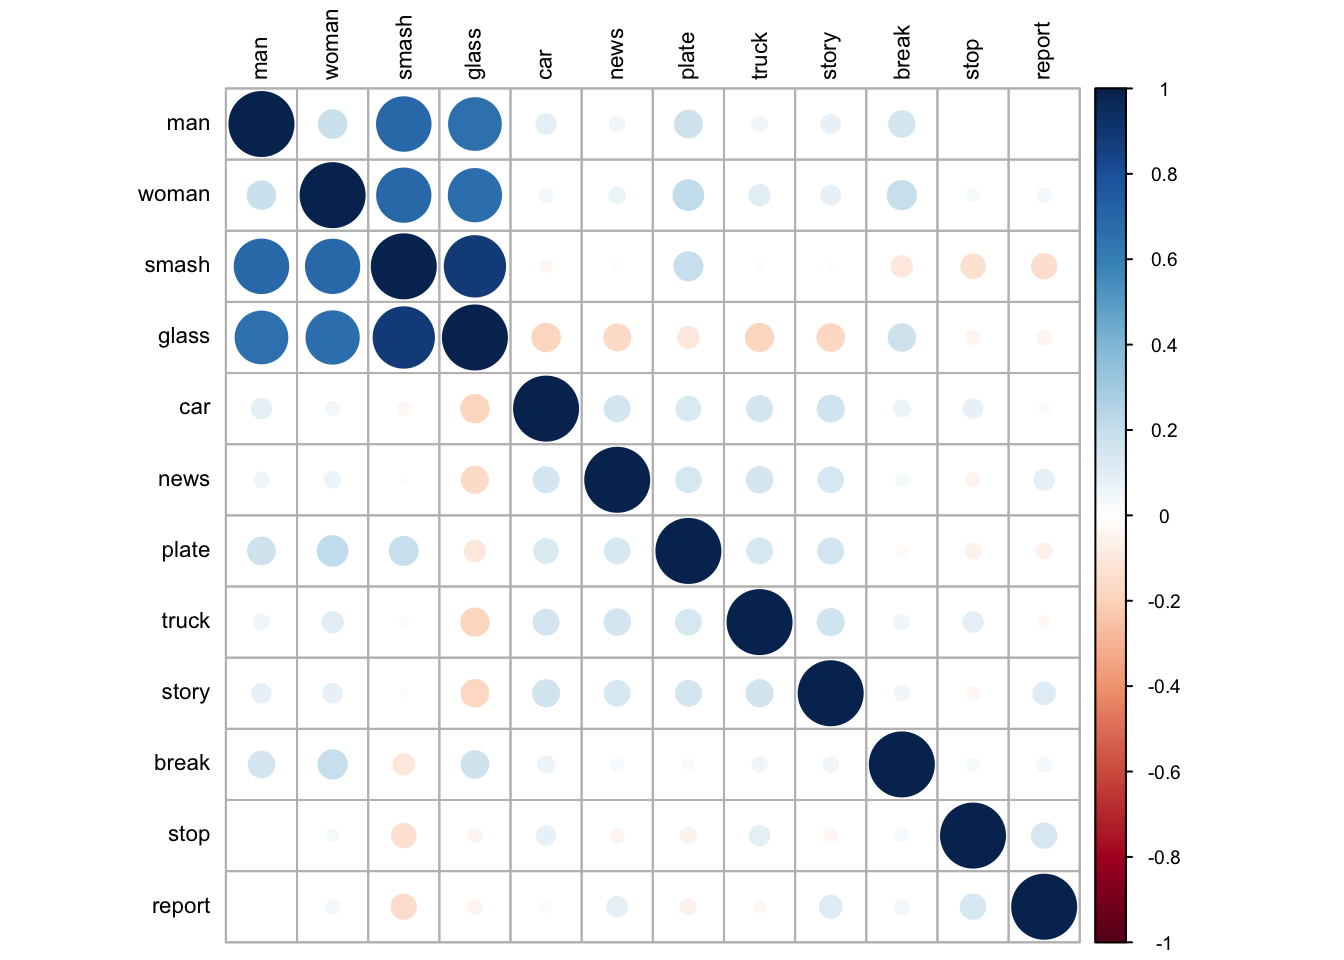 man woman smash glass car news plate truck story break stop report
man
woman
smash
glass
car
news
plate
truck
story
break
stop
report
1
0.8
0.6
0.4
0.2
0
-0.2
-0.4
-0.6
-0.8
-1